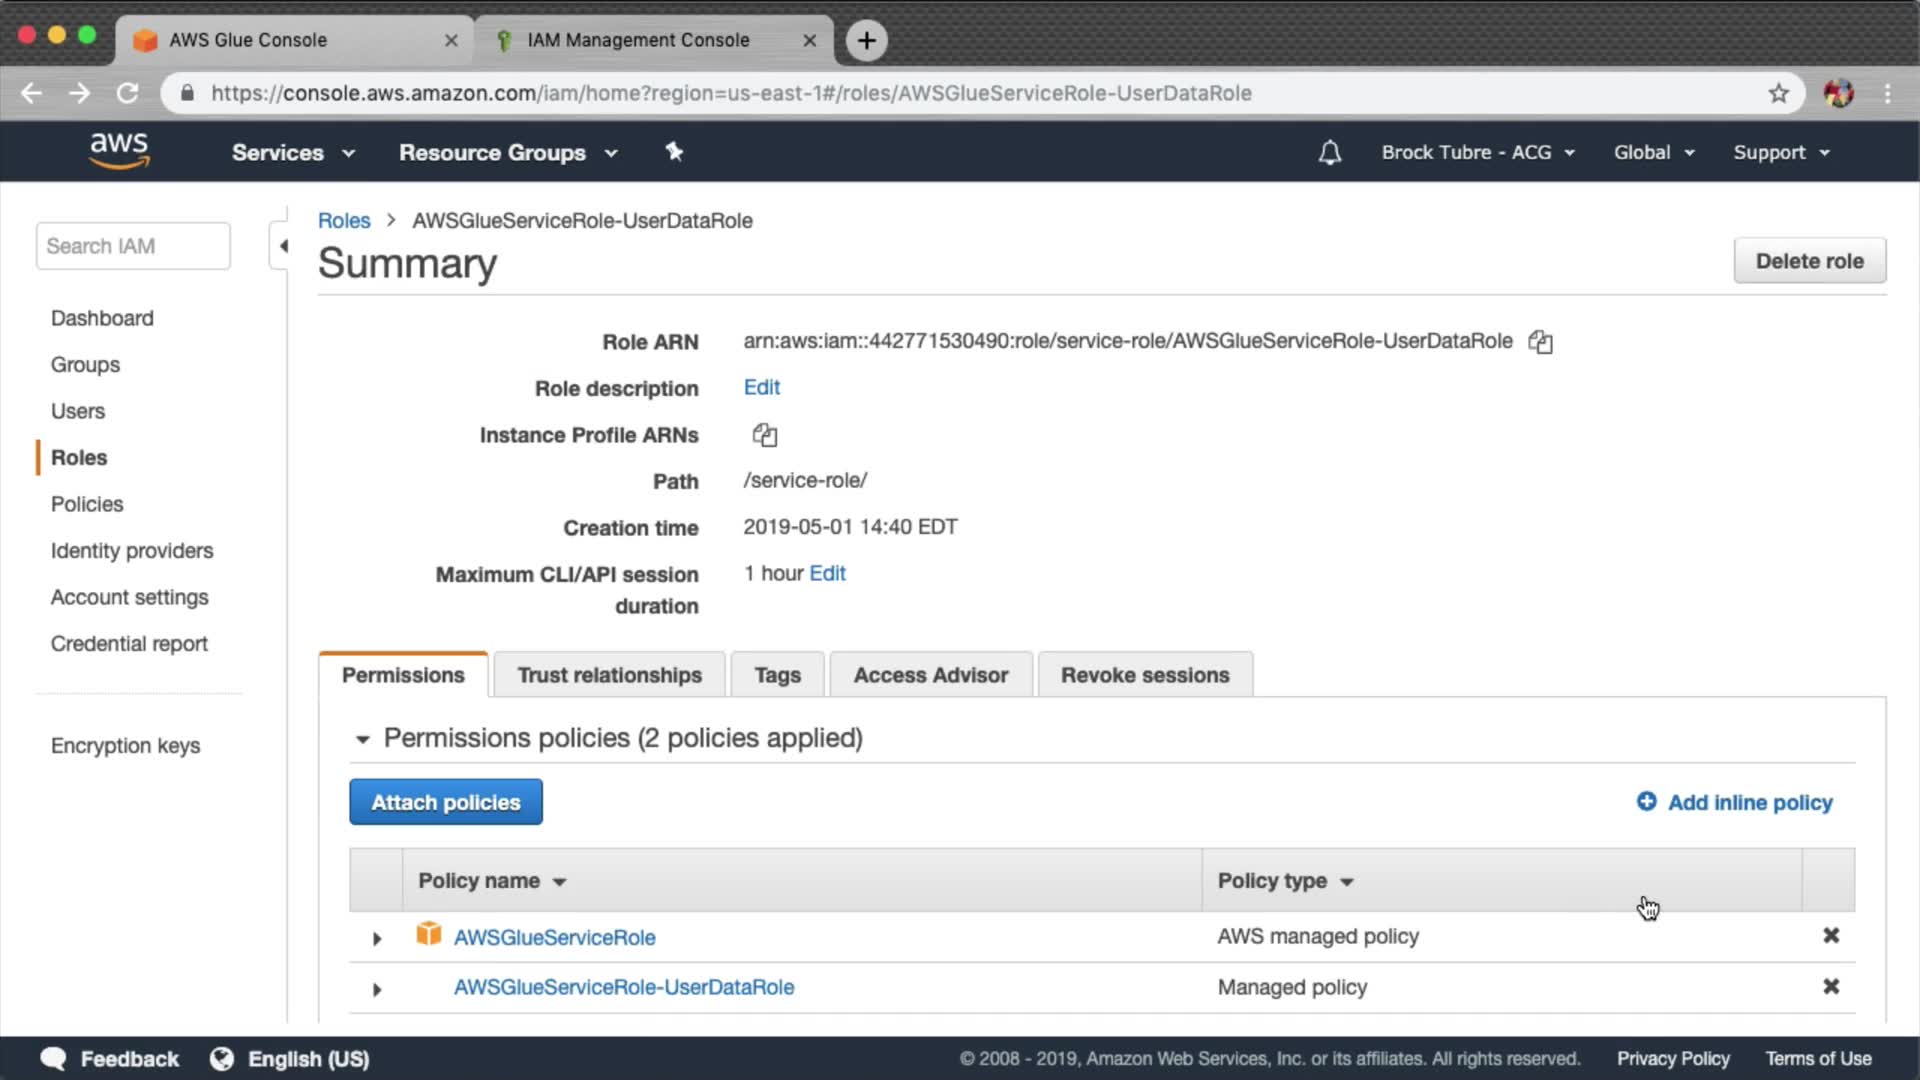 AWS Glue Console
IAM Management Console
https://console.aws.amazon.com/iam/home?region=us-east-1#/roles/AWSGlueServiceRole-UserDataRole
aws Services Resource Groups Brock Tubre - ACG Global Support
Search IAM
Dashboard
Groups
Users
Roles
Policies
Identity providers
Account settings
Credential report
Encryption keys
Roles > AWSGlueServiceRole-UserDataRole
Summary
Delete role
Role ARN arn:aws:iam::442771530490:role/service-role/AWSGlueServiceRole-UserDataRole
Role description Edit
Instance Profile ARNs
Path /service-role/
Creation time 2019-05-01 14:40 EDT
Maximum CLI/API session duration 1 hour Edit
Permissions Trust relationships Tags Access Advisor Revoke sessions
Permissions policies (2 policies applied)
Attach policies
Add inline policy
Policy name Policy type
AWSGlueServiceRole AWS managed policy
AWSGlueServiceRole-UserDataRole Managed policy
Feedback English (US) © 2008 - 2019, Amazon Web Services, Inc. or its affiliates. All rights reserved. Privacy Policy Terms of Use